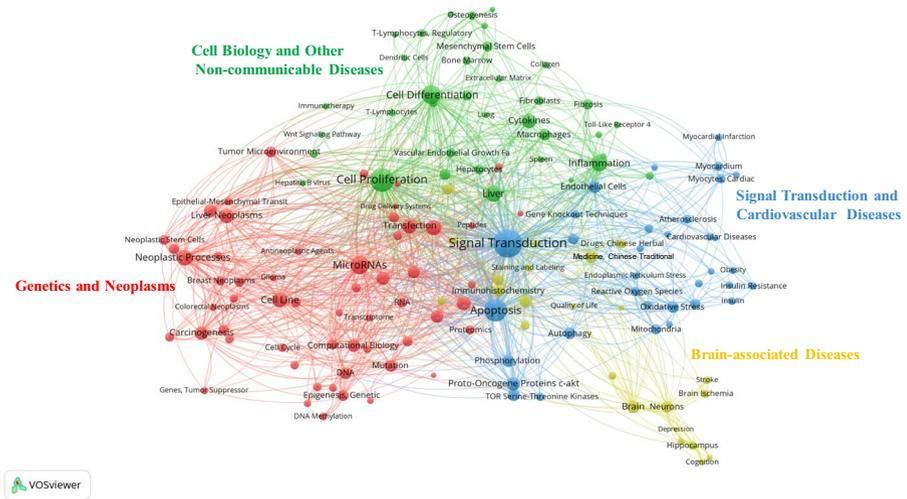 Osteogenesis
T-Lymphocytes, Regulatory
Mesenchymal Stem Cells
Cell Biology and Other
Non-communicable Diseases
Dendritic Cells
Bone Marrow
Collagen
Extracellular Matrix
Cell Differentiation
Immunotherapy
T-Lymphocytes
Lung
Fibroblasts
Fibrosis
Cytokines
Toll-Like Receptor 4
Wnt Signaling Pathway
Macrophages
Myocardial Infarction
Tumor Microenvironment
Vascular Endothelial Growth Fa
Spleen
Inflammation
Hepatocytes
Myocardium
Hepatitis B virus
Cell Proliferation
Myocytes, Cardiac
Endothelial Cells
Liver
Signal Transduction and
Cardiovascular Diseases
Epithelial-Mesenchymal Transit
Drug Delivery Systems
Liver Neoplasms
Gene Knockout Techniques
Atherosclerosis
Transfection
Peptides
Neoplastic Stem Cells
Signal Transduction
Drugs, Chinese Herbal
Cardiovascular Diseases
Antineoplastic Agents
Neoplastic Processes
Medicine, Chinese Traditional
MicroRNAs
Staining and Labeling
Endoplasmic Reticulum Stress
Obesity
Breast Neoplasms
Glioma
Genetics and Neoplasms
Immunohistochemistry
Reactive Oxygen Species
Insulin Resistance
Cell Line
RNA
Insulin
Colorectal Neoplasms
Quality of Life
Oxidative Stress
Apoptosis
Transcriptome
Carcinogenesis
Proteomics
Autophagy
Mitochondria
Cell Cycle
Computational Biology
Brain-associated Diseases
Phosphorylation
Mutation
DNA
Stroke
Proto-Oncogene Proteins c-akt
Genes, Tumor Suppressor
Epigenesis, Genetic
TOR Serine-Threonine Kinases
Brain Ischemia
Brain
Neurons
DNA Methylation
Depression
Hippocampus
Cognition
VOSviewer